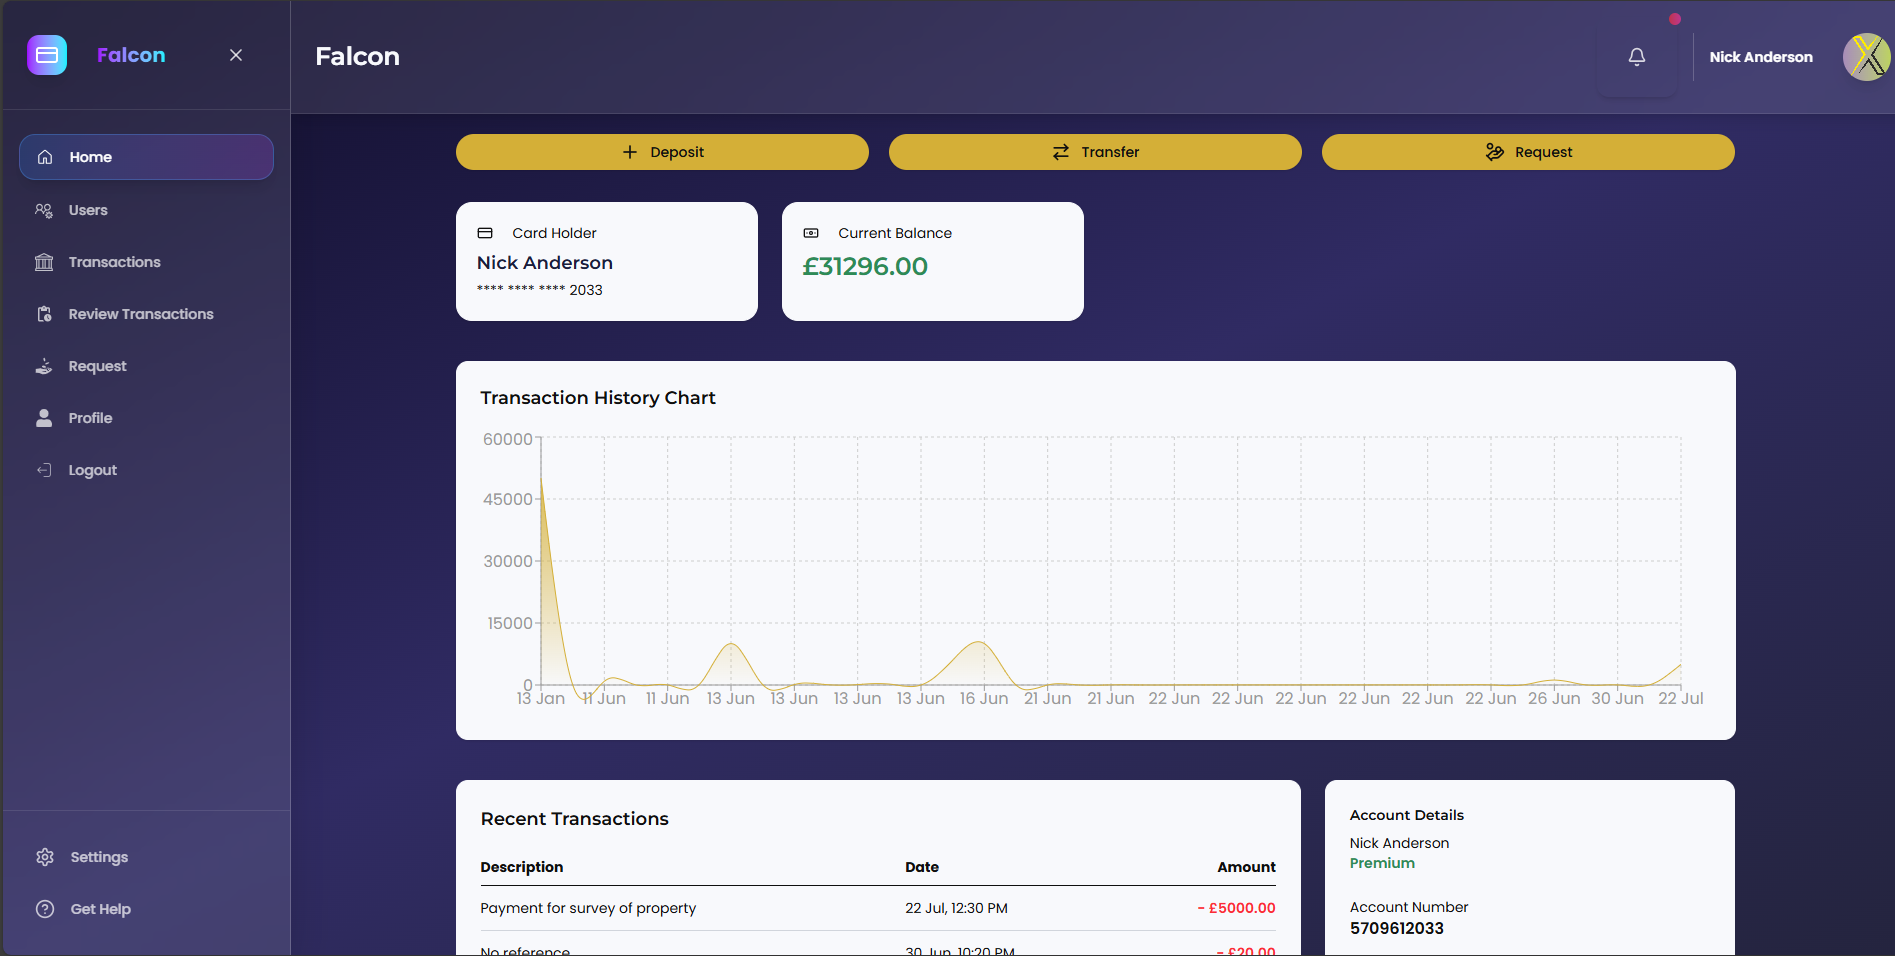 Falcon
Falcon
Nick Anderson
Home
Users
Transactions
Review Transactions
Request
Profile
Logout
Settings
Get Help
Deposit
Transfer
Request
Card Holder
Nick Anderson
**** **** **** 2033
Current Balance
£31296.00
Transaction History Chart
60000
45000
30000
15000
0
13 Jan 11 Jun 11 Jun 13 Jun 13 Jun 13 Jun 13 Jun 16 Jun 21 Jun 21 Jun 22 Jun 22 Jun 22 Jun 22 Jun 22 Jun 22 Jun 26 Jun 30 Jun 22 Jul
Recent Transactions
Description Date Amount
Payment for survey of property 22 Jul, 12:30 PM - £5000.00
No reference 30 Jun, 10:20 PM - £20.00
Account Details
Nick Anderson
Premium
Account Number
5709612033